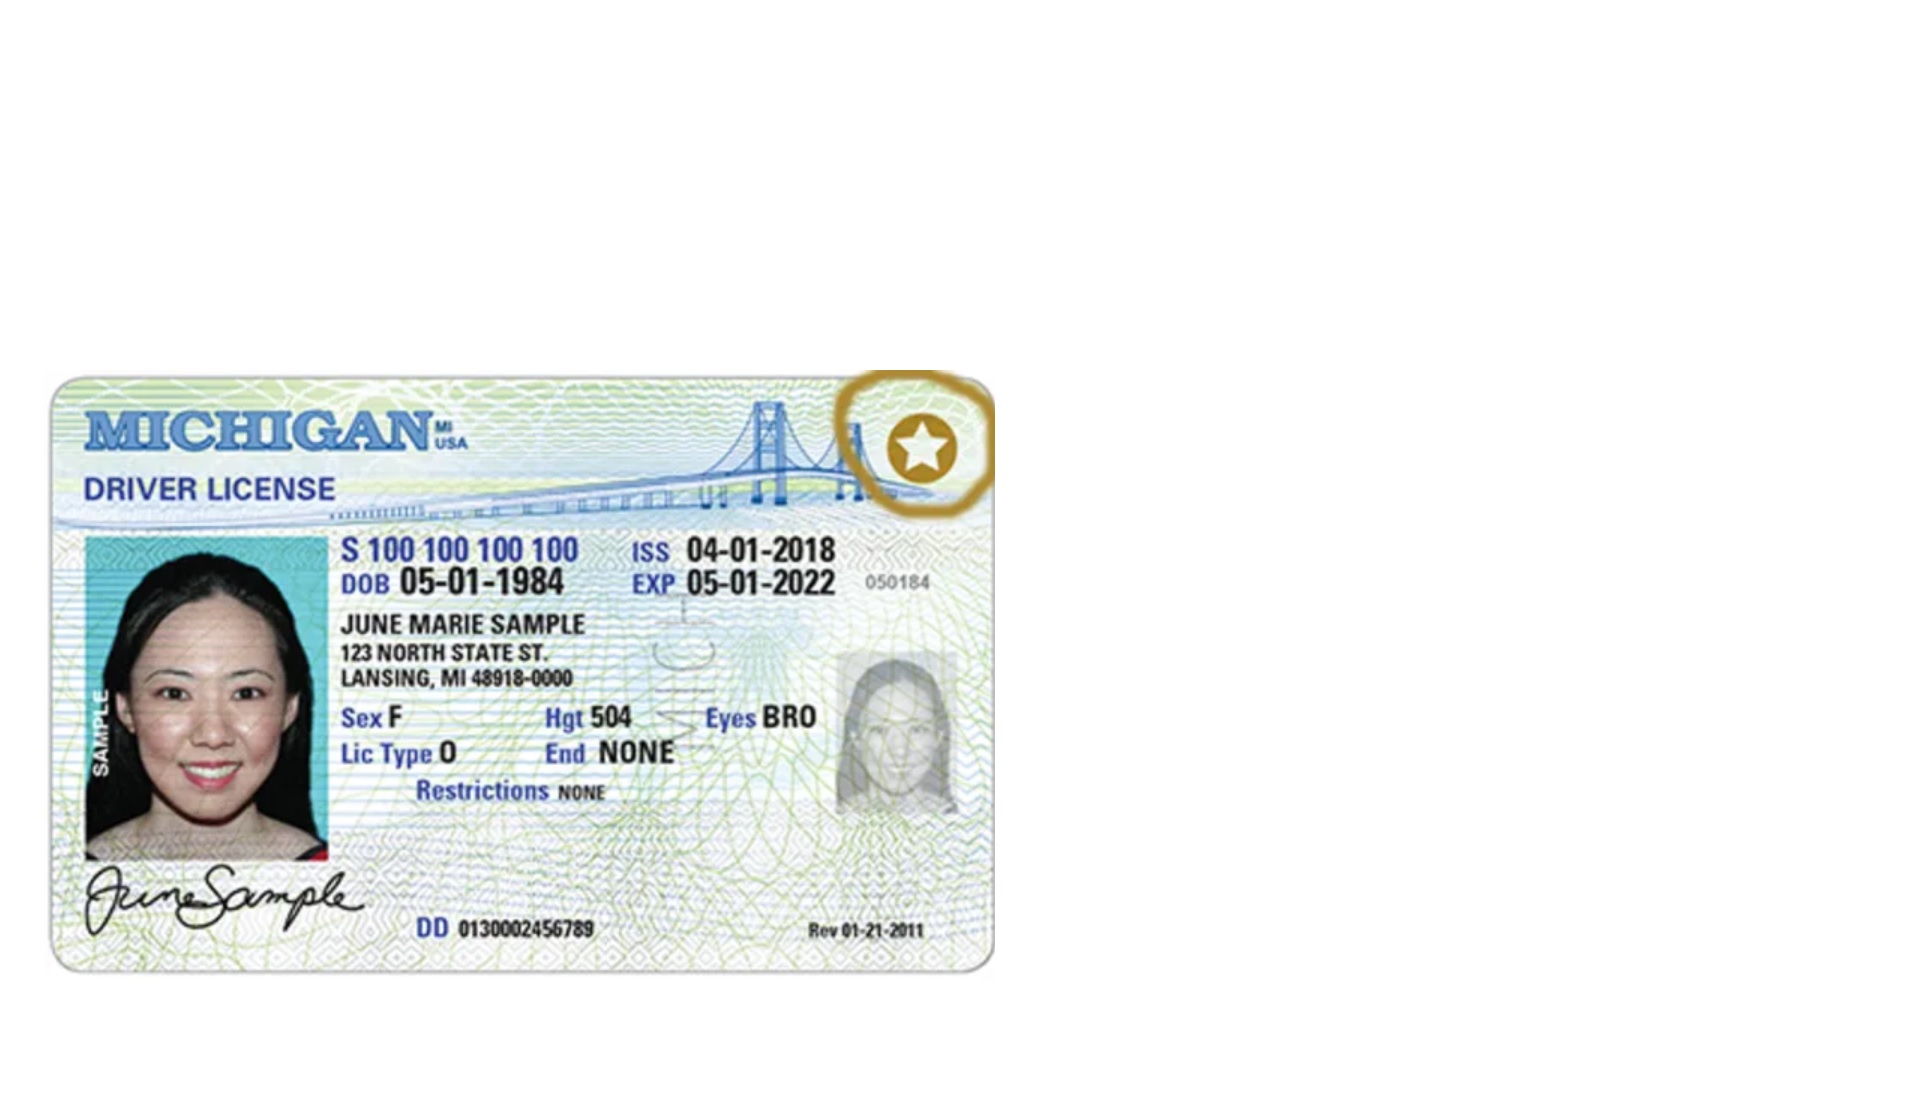 MICHIGAN MI USA
DRIVER LICENSE
S 100 100 100 100 ISS 04-01-2018
DOB 05-01-1984 EXP 05-01-2022 050184
JUNE MARIE SAMPLE
123 NORTH STATE ST.
LANSING, MI 48918-0000
Sex F Hgt 504 Eyes BRO
Lic Type O End NONE
Restrictions NONE
SAMPLE
June Sample
DD 0130002456789 Rev 01-21-2011